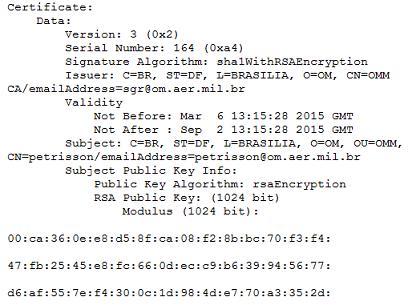 Certificate:
Data:
Version: 3 (0x2)
Serial Number: 164 (0xa4)
Signature Algorithm: sha1WithRSAEncryption
Issuer: C=BR, ST=DF, L=BRASILIA, O=OM, CN=OMM
CA/emailAddress=sgr@om.aer.mil.br
Validity
Not Before: Mar  6 13:15:28 2015 GMT
Not After : Sep  2 13:15:28 2015 GMT
Subject: C=BR, ST=DF, L=BRASILIA, O=OM, OU=OMM,
CN=petrisson/emailAddress=petrisson@om.aer.mil.br
Subject Public Key Info:
Public Key Algorithm: rsaEncryption
RSA Public Key: (1024 bit)
Modulus (1024 bit):
00:ca:36:0e:e8:d5:8f:ca:08:f2:8b:bc:70:f3:f4:
47:fb:25:45:e8:fc:66:0d:ec:c9:b6:39:94:56:77:
d6:af:55:7e:f4:30:0c:1d:98:4d:e7:70:a3:35:2d: